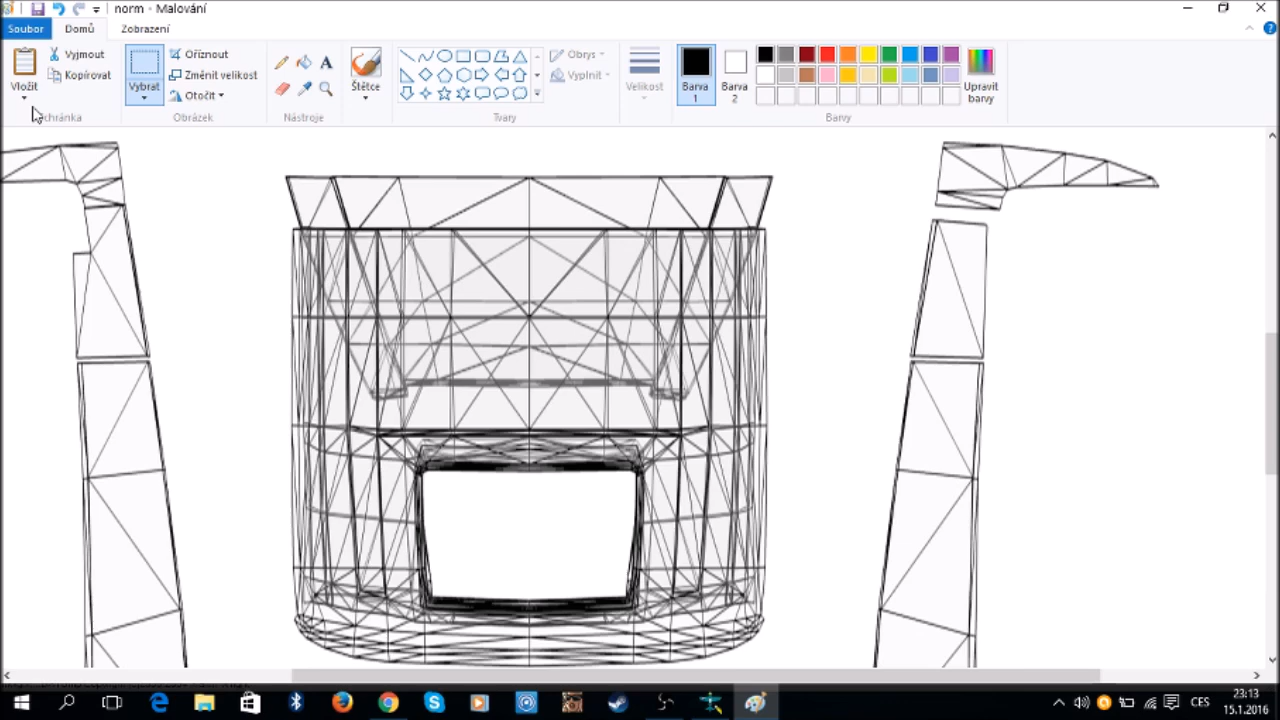 norm - Malování
Soubor
Domů
Zobrazení
Vložit
Vyjmout
Kopírovat
Vybrat
Oříznout
Změnit velikost
Otočit
Štětce
Obrys
Vyplnit
Velikost
Barva
1
Barva
2
Upravit
barvy
Obrázek
Nástroje
Tvary
Barvy
CES
23:13
15.1.2016